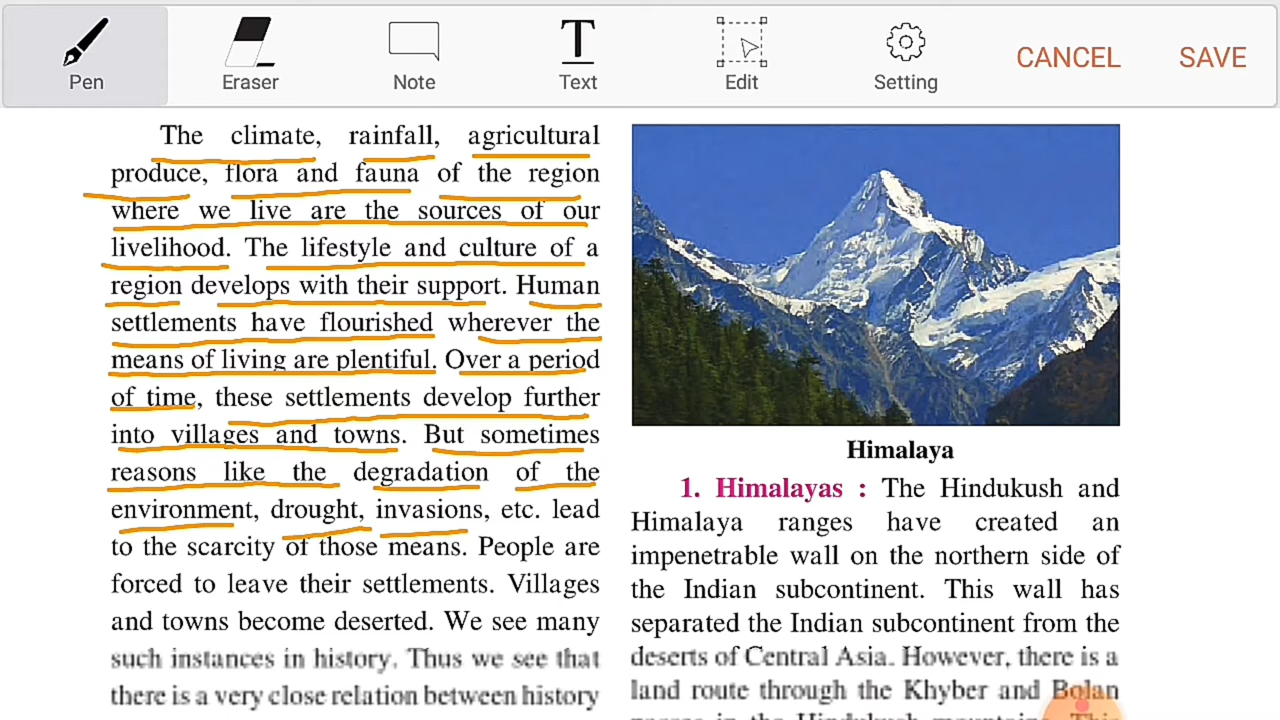 Pen
Eraser
Note
Text
Edit
Setting
CANCEL
SAVE
The climate, rainfall, agricultural
produce, flora and fauna of the region
where we live are the sources of our
livelihood. The lifestyle and culture of a
region develops with their support. Human
settlements have flourished wherever the
means of living are plentiful. Over a period
of time, these settlements develop further
into villages and towns. But sometimes
reasons like the degradation of the
environment, drought, invasions, etc. lead
to the scarcity of those means. People are
forced to leave their settlements. Villages
and towns become deserted. We see many
such instances in history. Thus we see that
there is a very close relation between history
Himalaya
1. Himalayas : The Hindukush and
Himalaya ranges have created an
impenetrable wall on the northern side of
the Indian subcontinent. This wall has
separated the Indian subcontinent from the
deserts of Central Asia. However, there is a
land route through the Khyber and Bolan